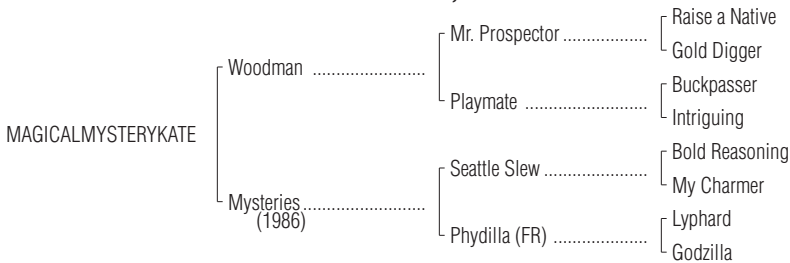 Raise a Native
Mr. Prospector ..................
Gold Digger
Woodman ........................
Buckpasser
Playmate ..........................
Intriguing
MAGICALMYSTERYKATE
Bold Reasoning
Seattle Slew ......................
My Charmer
Mysteries..........................
(1986)
Lyphard
Phydilla (FR) ....................
Godzilla